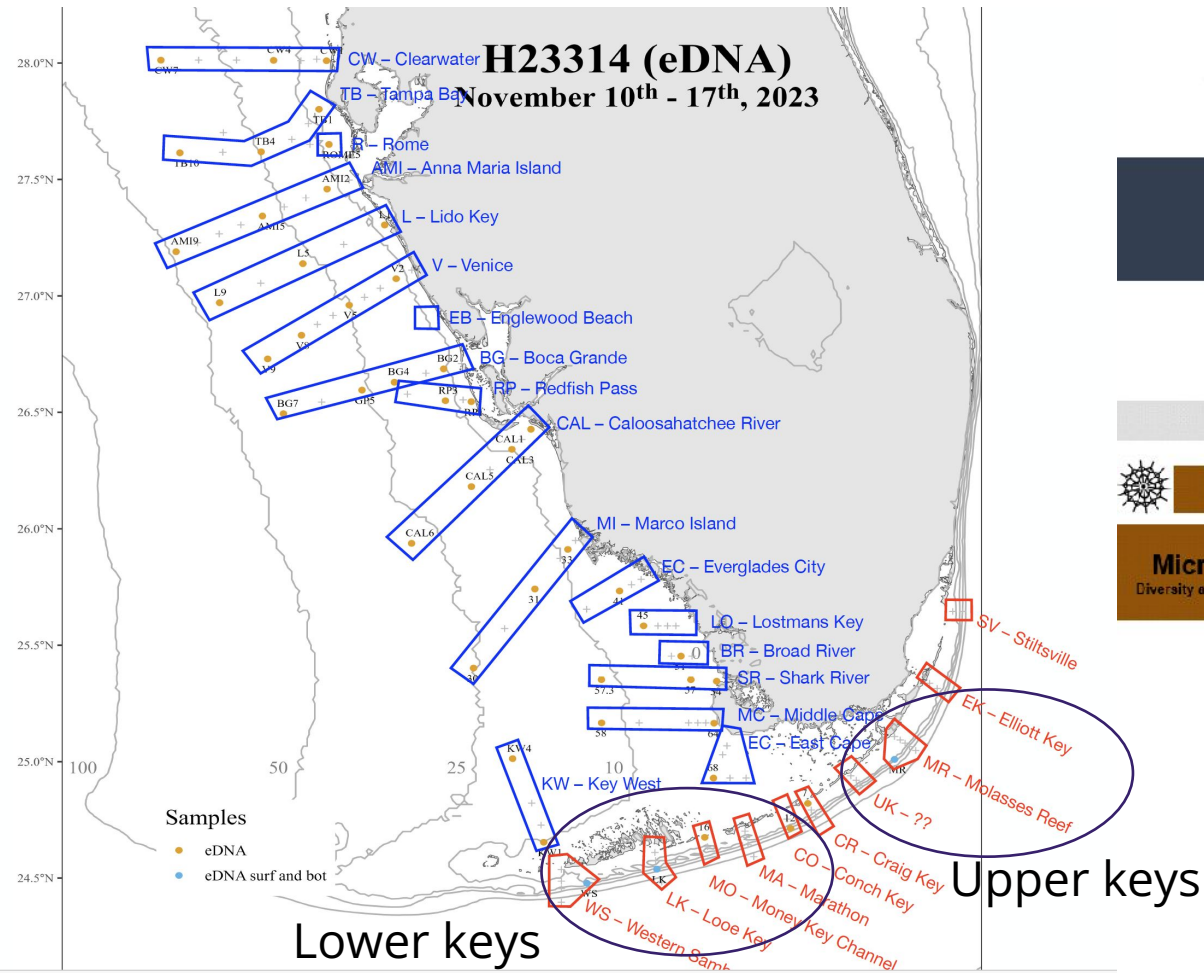 H23314 (eDNA)
November 10th - 17th, 2023
28.0°N
27.5°N
27.0°N
26.5°N
26.0°N
25.5°N
25.0°N
24.5°N
CW7
CW4
CW – Clearwater
TB – Tampa Bay
TB1
TB4
TB10
R – Rome
ROME5
AMI – Anna Maria Island
AMI2
AMI5
AMI9
L – Lido Key
L5
L9
V – Venice
V2
V5
V8
V9
EB – Englewood Beach
BG – Boca Grande
BG2
BG4
GP5
BG7
RP – Redfish Pass
RP3
CAL – Caloosahatchee River
CAL1
CAL3
CAL5
CAL6
MI – Marco Island
33
31
30
EC – Everglades City
41
LO – Lostmans Key
45
BR – Broad River
SR – Shark River
57.3
57
54
MC – Middle Cape
58
64
EC – East Cape
68
KW – Key West
KW4
KW1
100
50
25
10
Samples
eDNA
eDNA surf and bot
SV – Stiltsville
EK – Elliott Key
MR – Molasses Reef
MR
UK – ??
CR – Craig Key
7
CO – Conch Key
12
MA – Marathon
MO – Money Key Channel
16
LK – Looe Key
LK
WS – Western
WS
Lower keys
Upper keys